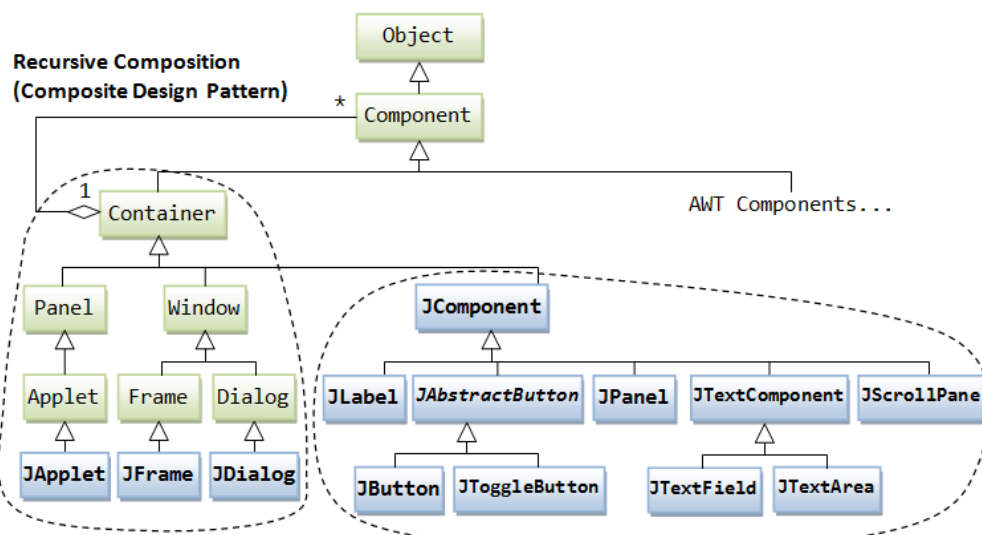 Object
Recursive Composition
(Composite Design Pattern)
*
Component
1
Container
AWT Components...
Panel
Window
JComponent
Applet
Frame
Dialog
JLabel
JAbstractButton
JPanel
JTextComponent
JScrollPane
JApplet
JFrame
JDialog
JButton
JToggleButton
JTextField
JTextArea